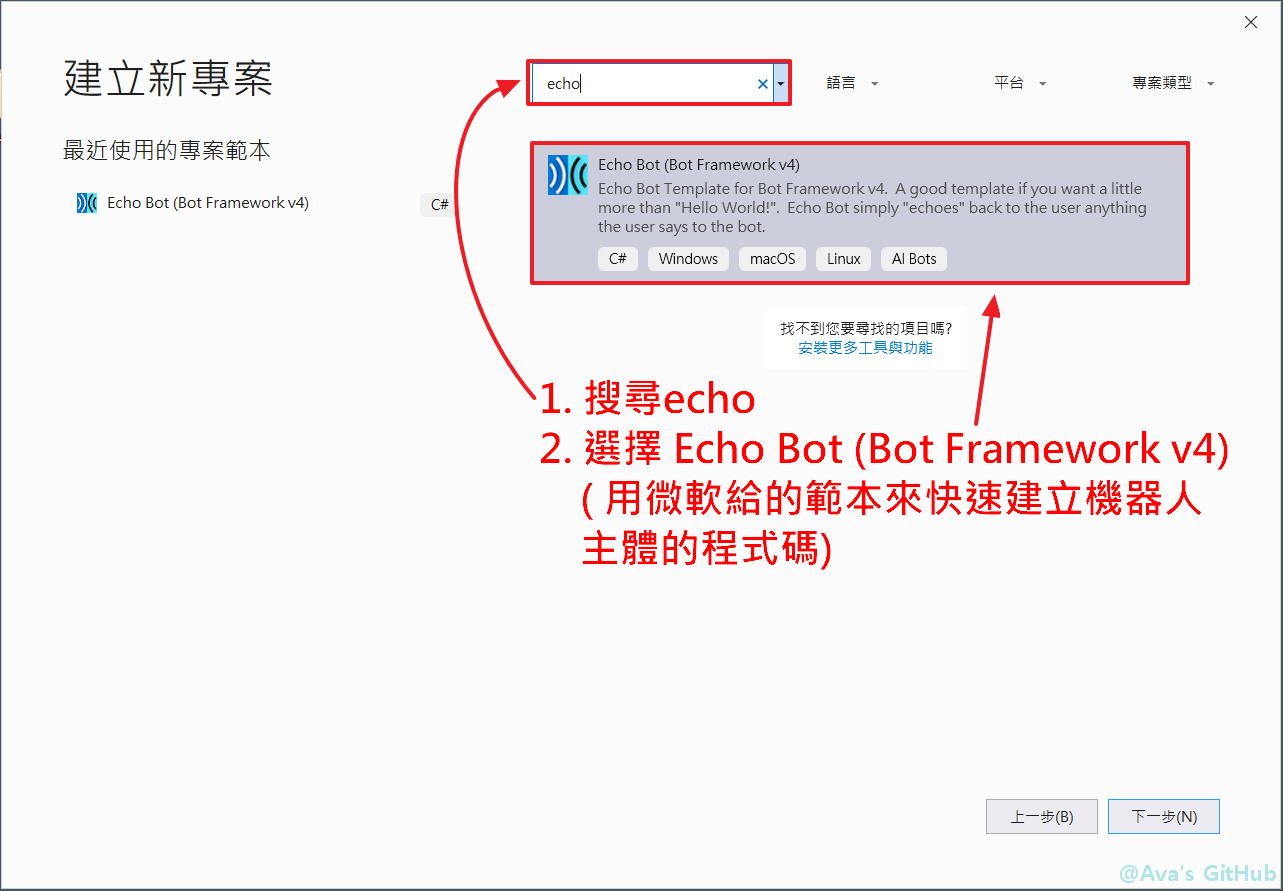 建立新專案
echo
語言
平台
專案類型
最近使用的專案範本
Echo Bot (Bot Framework v4)
C#
Echo Bot (Bot Framework v4)
Echo Bot Template for Bot Framework v4.  A good template if you want a little
more than "Hello World!".  Echo Bot simply "echoes" back to the user anything
the user says to the bot.
C# Windows macOS Linux AI Bots
找不到您要尋找的項目嗎?
安裝更多工具與功能
1. 搜尋echo
2. 選擇 Echo Bot (Bot Framework v4)
( 用微軟給的範本來快速建立機器人
主體的程式碼)
上一步(B)
下一步(N)
@Ava's GitHub